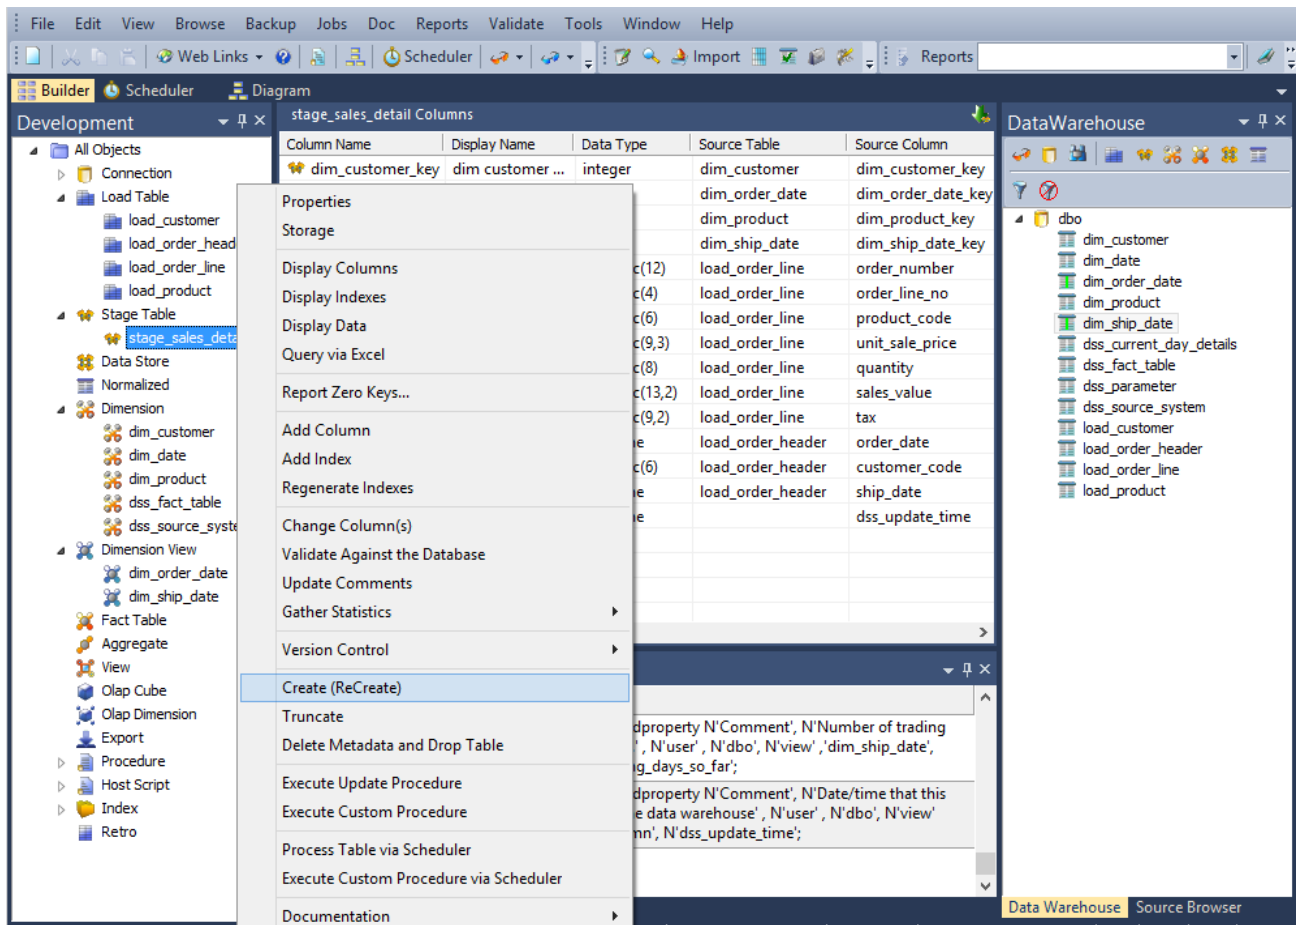 File Edit View Browse Backup Jobs Doc Reports Validate Tools Window Help
Web Links Scheduler Import Reports
Builder Scheduler Diagram
Development
All Objects
Connection
Load Table
load_customer
load_order_head
load_order_line
load_product
Stage Table
stage_sales_deta
Data Store
Normalized
Dimension
dim_customer
dim_date
dim_product
dss_fact_table
dss_source_syste
Dimension View
dim_order_date
dim_ship_date
Fact Table
Aggregate
View
Olap Cube
Olap Dimension
Export
Procedure
Host Script
Index
Retro
Properties
Storage
Display Columns
Display Indexes
Display Data
Query via Excel
Report Zero Keys...
Add Column
Add Index
Regenerate Indexes
Change Column(s)
Validate Against the Database
Update Comments
Gather Statistics
Version Control
Create (ReCreate)
Truncate
Delete Metadata and Drop Table
Execute Update Procedure
Execute Custom Procedure
Process Table via Scheduler
Execute Custom Procedure via Scheduler
Documentation
stage_sales_detail Columns
Column Name Display Name Data Type Source Table Source Column
dim_customer_key dim customer ... integer dim_customer dim_customer_key
dim_order_date dim_order_date_key
dim_product dim_product_key
dim_ship_date dim_ship_date_key
c(12) load_order_line order_number
c(4) load_order_line order_line_no
c(6) load_order_line product_code
c(9,3) load_order_line unit_sale_price
c(8) load_order_line quantity
c(13,2) load_order_line sales_value
c(9,2) load_order_line tax
ne load_order_header order_date
c(6) load_order_header customer_code
ne load_order_header ship_date
ne dss_update_time
dproperty N'Comment', N'Number of trading
' , N'user' , N'dbo', N'view' ,'dim_ship_date',
ig_days_so_far';
dproperty N'Comment', N'Date/time that this
e data warehouse' , N'user' , N'dbo', N'view'
mn', N'dss_update_time';
DataWarehouse
dbo
dim_customer
dim_date
dim_order_date
dim_product
dim_ship_date
dss_current_day_details
dss_fact_table
dss_parameter
dss_source_system
load_customer
load_order_header
load_order_line
load_product
Data Warehouse Source Browser